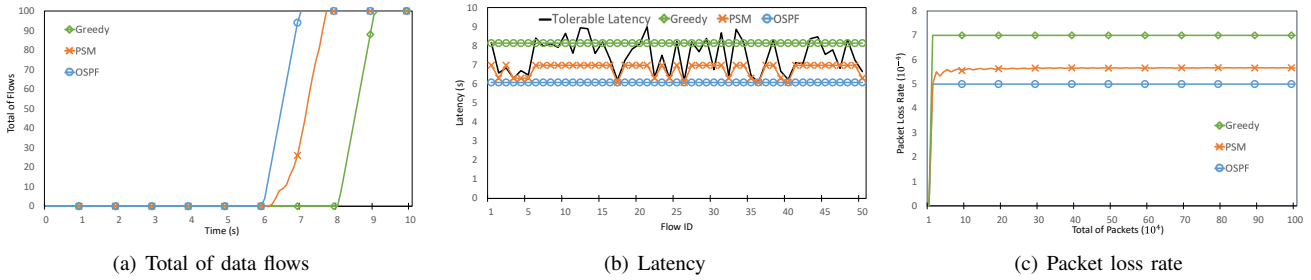 100
90
80
70
60
50
40
30
20
10
0
Total of Flows
Greedy
PSM
OSPF
0 1 2 3 4 5 6 7 8 9 10
Time (s)
(a) Total of data flows
10
9
8
7
6
5
4
3
2
1
0
Latency (s)
Tolerable Latency Greedy PSM OSPF
1 5 10 15 20 25 30 35 40 45 50
Flow ID
(b) Latency
8
7
6
5
4
3
2
1
0
Packet Loss Rate (10⁻⁴)
Greedy
PSM
OSPF
1 10 20 30 40 50 60 70 80 90 100
Total of Packets (10⁴)
(c) Packet loss rate